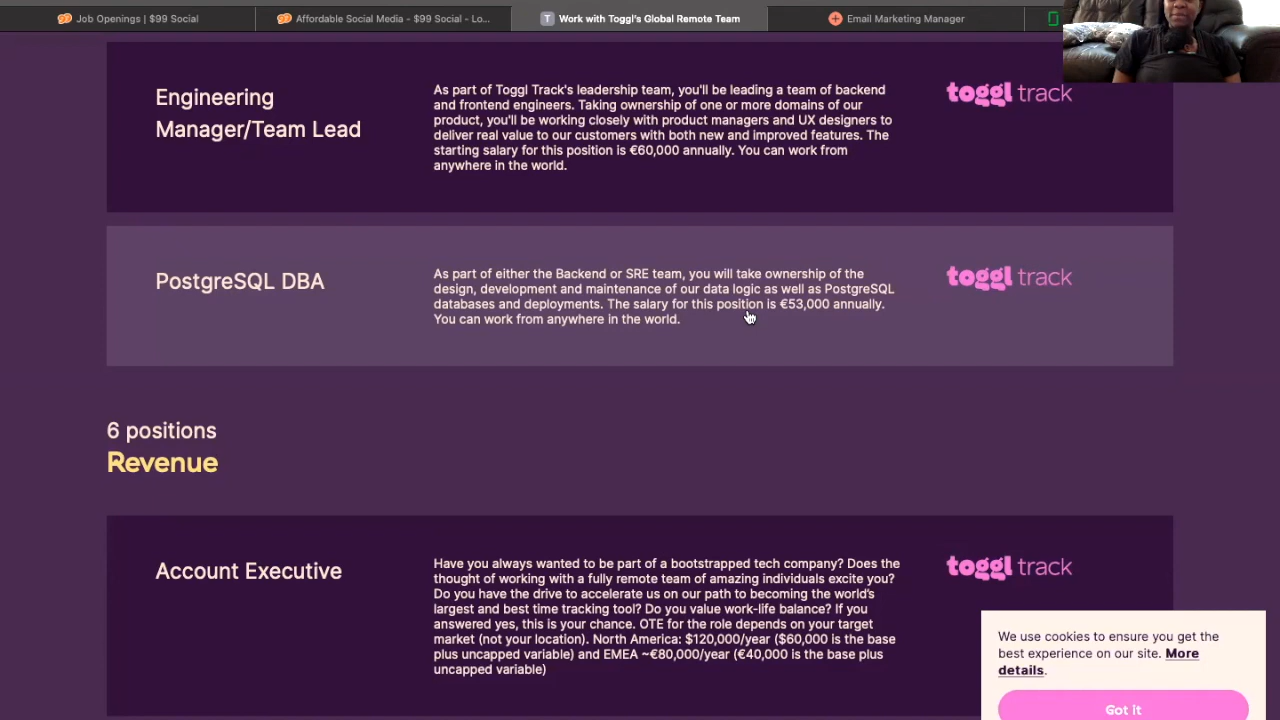 Job Openings | $99 Social
Affordable Social Media - $99 Social - Lo...
T Work with Toggl's Global Remote Team
Email Marketing Manager
Engineering
Manager/Team Lead
As part of Toggl Track's leadership team, you'll be leading a team of backend
and frontend engineers. Taking ownership of one or more domains of our
product, you'll be working closely with product managers and UX designers to
deliver real value to our customers with both new and improved features. The
starting salary for this position is €60,000 annually. You can work from
anywhere in the world.
toggl track
PostgreSQL DBA
As part of either the Backend or SRE team, you will take ownership of the
design, development and maintenance of our data logic as well as PostgreSQL
databases and deployments. The salary for this position is €53,000 annually.
You can work from anywhere in the world.
toggl track
6 positions
Revenue
Account Executive
Have you always wanted to be part of a bootstrapped tech company? Does the
thought of working with a fully remote team of amazing individuals excite you?
Do you have the drive to accelerate us on our path to becoming the world's
largest and best time tracking tool? Do you value work-life balance? If you
answered yes, this is your chance. OTE for the role depends on your target
market (not your location). North America: $120,000/year ($60,000 is the base
plus uncapped variable) and EMEA ~€80,000/year (€40,000 is the base plus
uncapped variable)
toggl track
We use cookies to ensure you get the
best experience on our site. More
details.
Got it